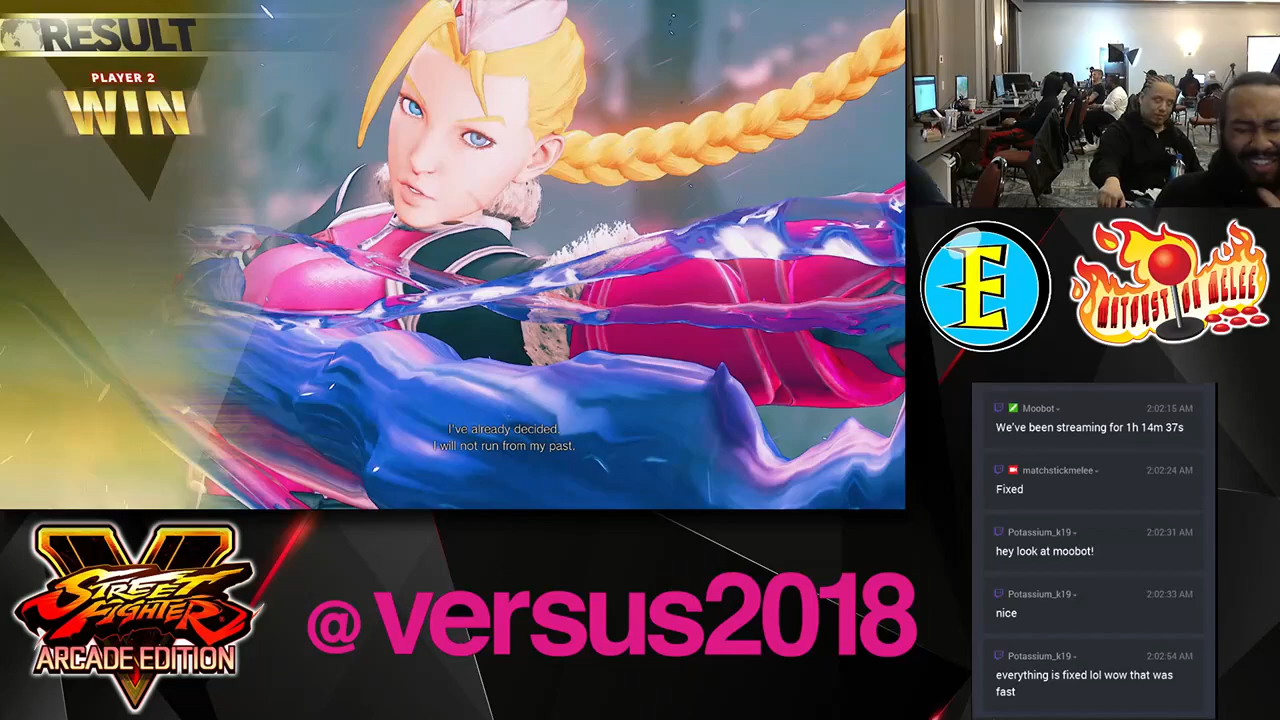 RESULT
PLAYER 2
WIN
I've already decided.
I will not run from my past.
E
MATCHSTICK MELEE
Moobot
2:02:15 AM
We've been streaming for 1h 14m 37s
matchstickmelee
2:02:24 AM
Fixed
Potassium_k19
2:02:31 AM
hey look at moobot!
Potassium_k19
2:02:33 AM
nice
Potassium_k19
2:02:54 AM
everything is fixed lol wow that was
fast
V
STREET
FIGHTER
ARCADE EDITION
@versus2018